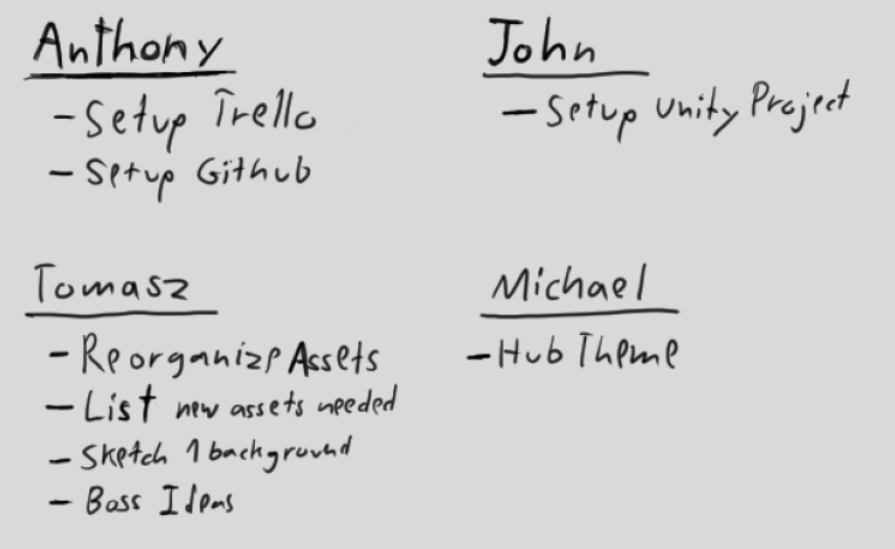 Anthony
- Setup Trello
- Setup Github
John
- Setup Unity Project
Tomasz
- Reorganize Assets
- List new assets needed
- Sketch 1 background
- Boss Ideas
Michael
- Hub Theme